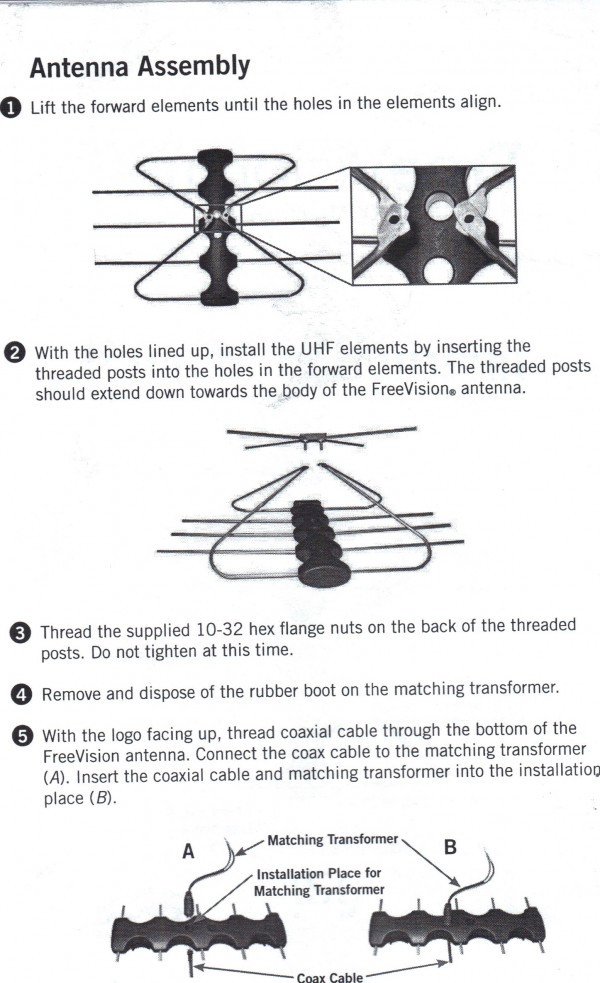 Antenna Assembly
1 Lift the forward elements until the holes in the elements align.
2 With the holes lined up, install the UHF elements by inserting the
threaded posts into the holes in the forward elements. The threaded posts
should extend down towards the body of the FreeVision® antenna.
3 Thread the supplied 10-32 hex flange nuts on the back of the threaded
posts. Do not tighten at this time.
4 Remove and dispose of the rubber boot on the matching transformer.
5 With the logo facing up, thread coaxial cable through the bottom of the
FreeVision antenna. Connect the coax cable to the matching transformer
(A). Insert the coaxial cable and matching transformer into the installation
place (B).
A
Matching Transformer
B
Installation Place for
Matching Transformer
Coax Cable